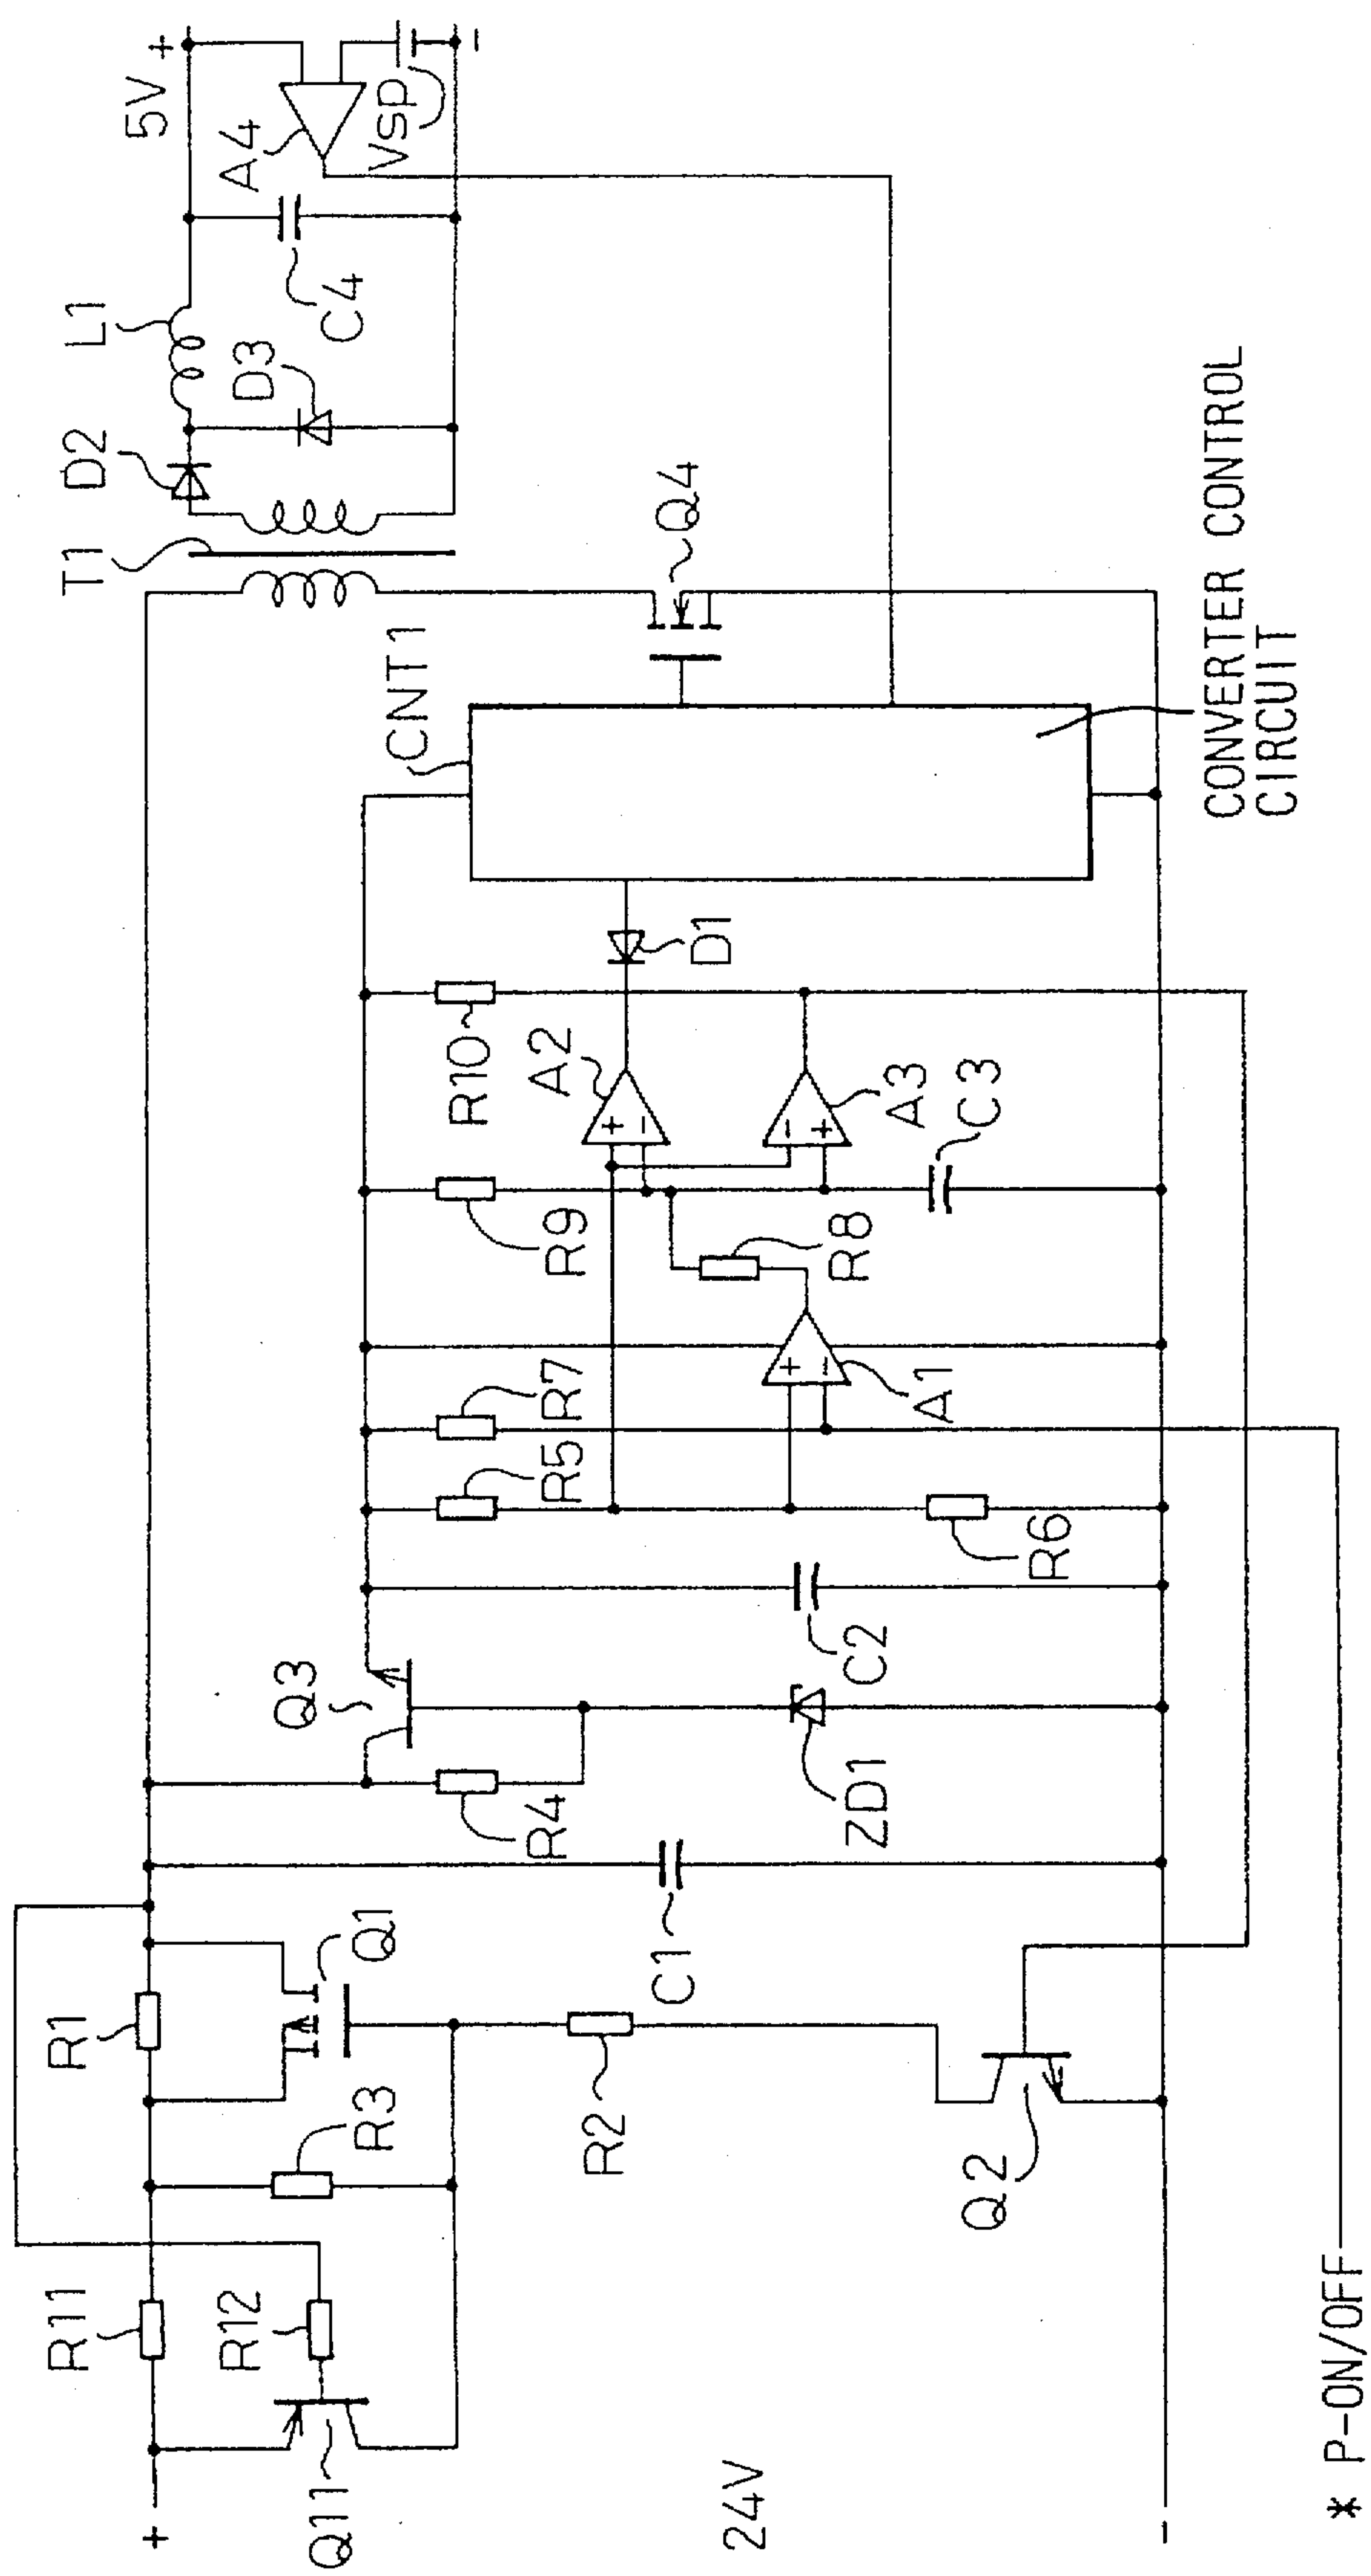 +
24V
-
* P-ON/OFF
Q11
R11
R12
R3
R1
Q1
R2
Q2
C1
R4
Q3
ZD1
C2
R5
R6
R7
+
-
A1
R8
R9
C3
+
-
A2
-
+
A3
R10
D1
CNT1
CONVERTER CONTROL
CIRCUIT
Q4
T1
D2
D3
L1
C4
A4
Vsp
5V
+
-